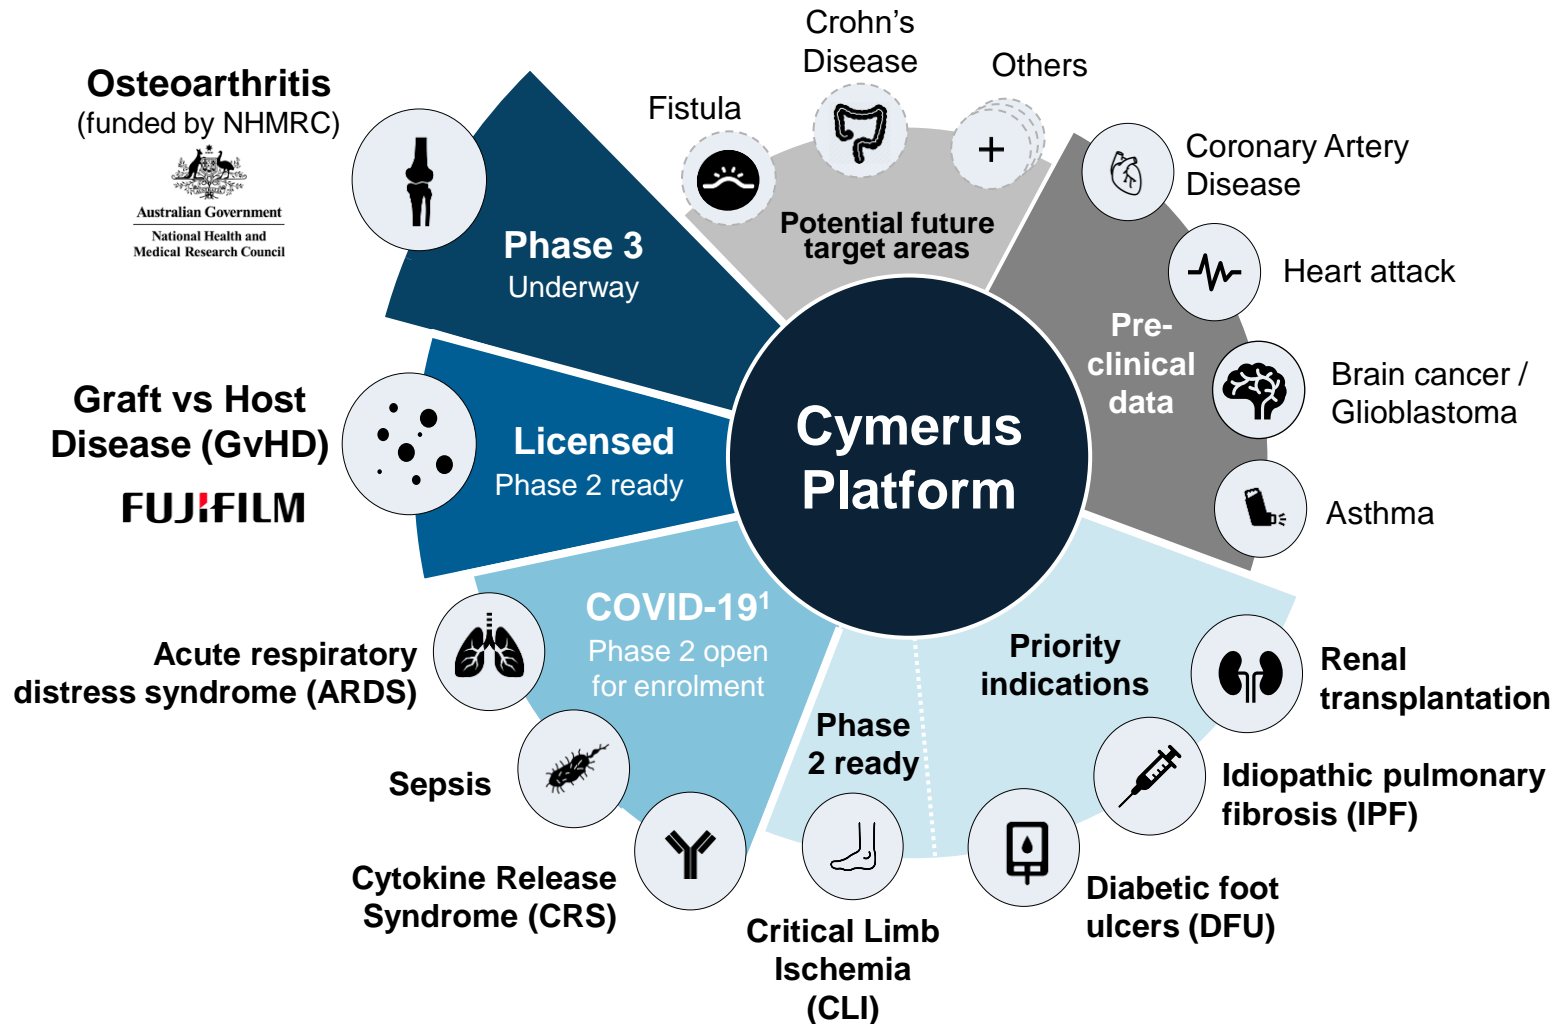 Osteoarthritis
(funded by NHMRC)
Australian Government
National Health and
Medical Research Council
Phase 3
Underway
Fistula
Crohn’s
Disease
Others
+
Potential future
target areas
Coronary Artery
Disease
Heart attack
Brain cancer /
Glioblastoma
Asthma
Pre-
clinical
data
Cymerus
Platform
Graft vs Host
Disease (GvHD)
FUJIFILM
Licensed
Phase 2 ready
COVID-19¹
Phase 2 open
for enrolment
Acute respiratory
distress syndrome (ARDS)
Sepsis
Cytokine Release
Syndrome (CRS)
Phase
2 ready
Critical Limb
Ischemia
(CLI)
Priority
indications
Renal
transplantation
Idiopathic pulmonary
fibrosis (IPF)
Diabetic foot
ulcers (DFU)